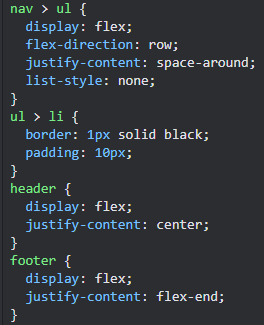 nav > ul {
  display: flex;
  flex-direction: row;
  justify-content: space-around;
  list-style: none;
}
ul > li {
  border: 1px solid black;
  padding: 10px;
}
header {
  display: flex;
  justify-content: center;
}
footer {
  display: flex;
  justify-content: flex-end;
}